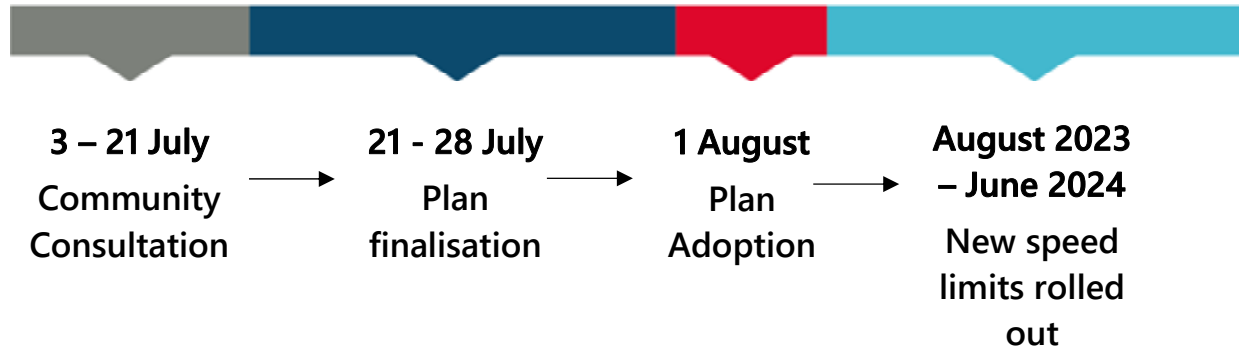 3 – 21 July
Community
Consultation
21 - 28 July
Plan
finalisation
1 August
Plan
Adoption
August 2023
– June 2024
New speed
limits rolled
out